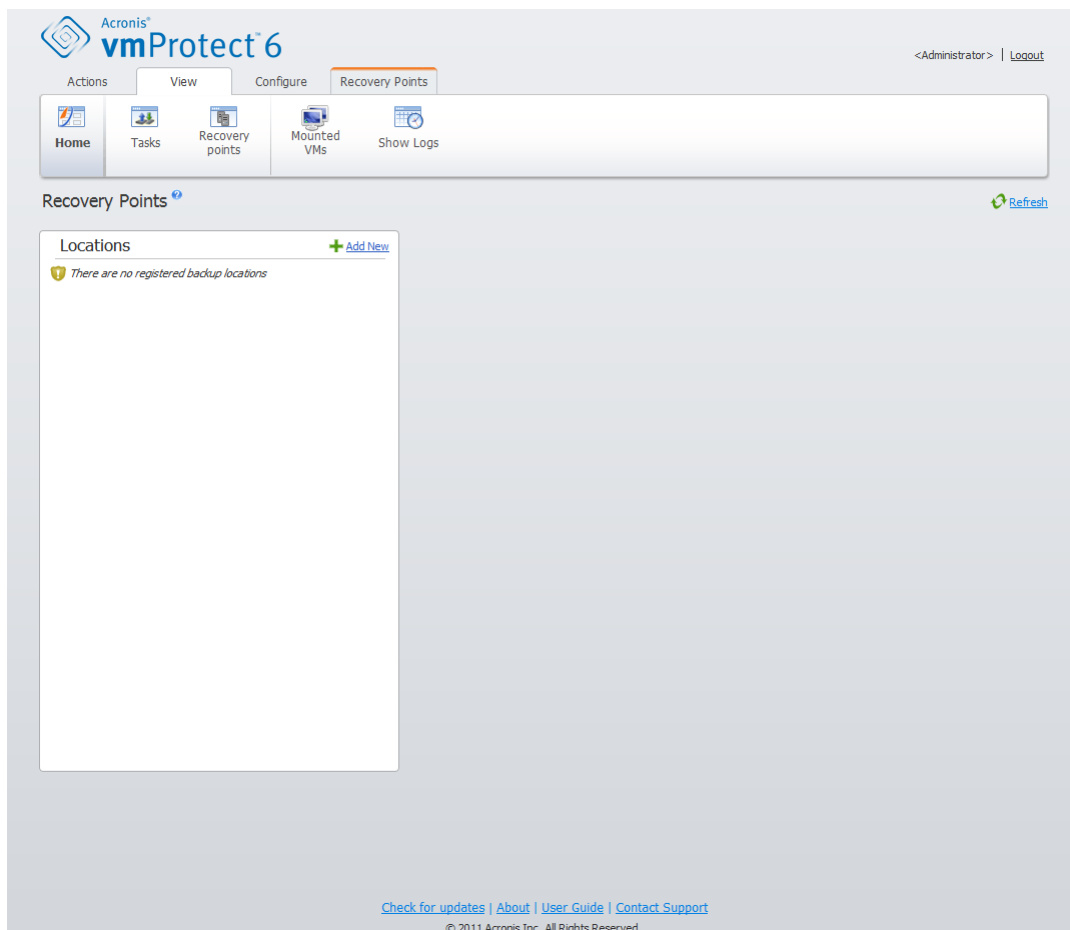 Acronis®
vmProtect™6
<Administrator> | Logout
Actions View Configure Recovery Points
Home Tasks Recovery points Mounted VMs Show Logs
Recovery Points ?
Refresh
Locations Add New
There are no registered backup locations
Check for updates | About | User Guide | Contact Support
© 2011 Acronis Inc. All Rights Reserved.